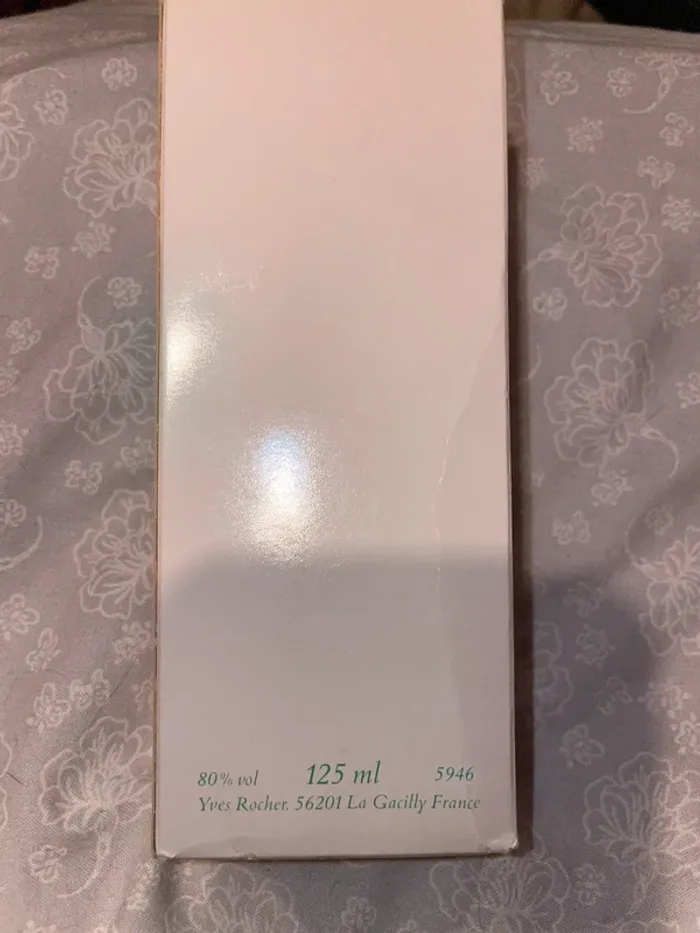 80% vol 125 ml 5946
Yves Rocher. 56201 La Gacilly France